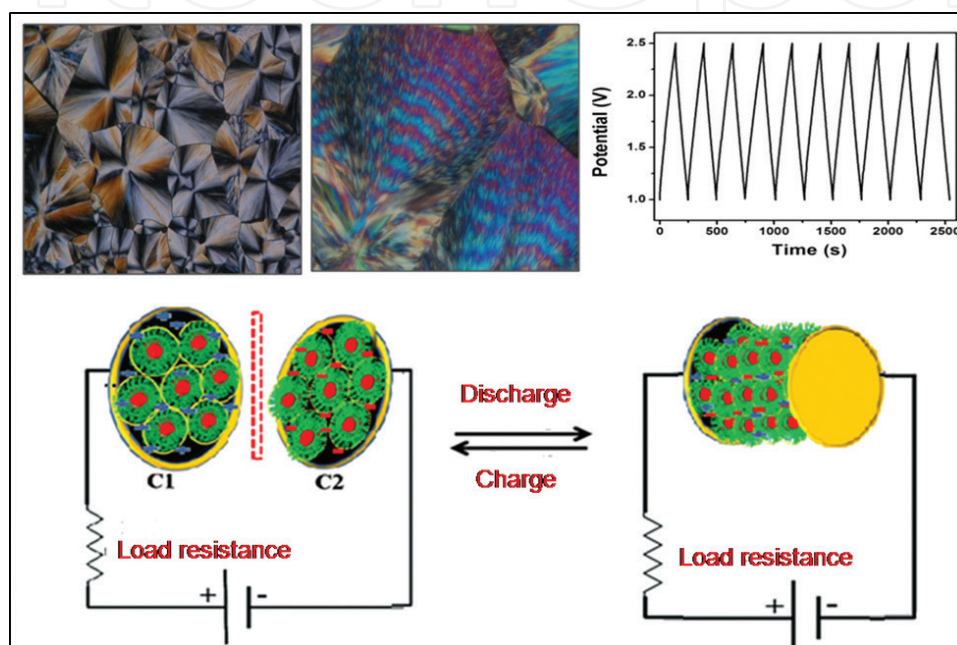 2.5
2.0
1.5
1.0
Potential (V)
0 500 1000 1500 2000 2500
Time (s)
C1
C2
Discharge
Charge
Load resistance
+ -
Load resistance
+ -